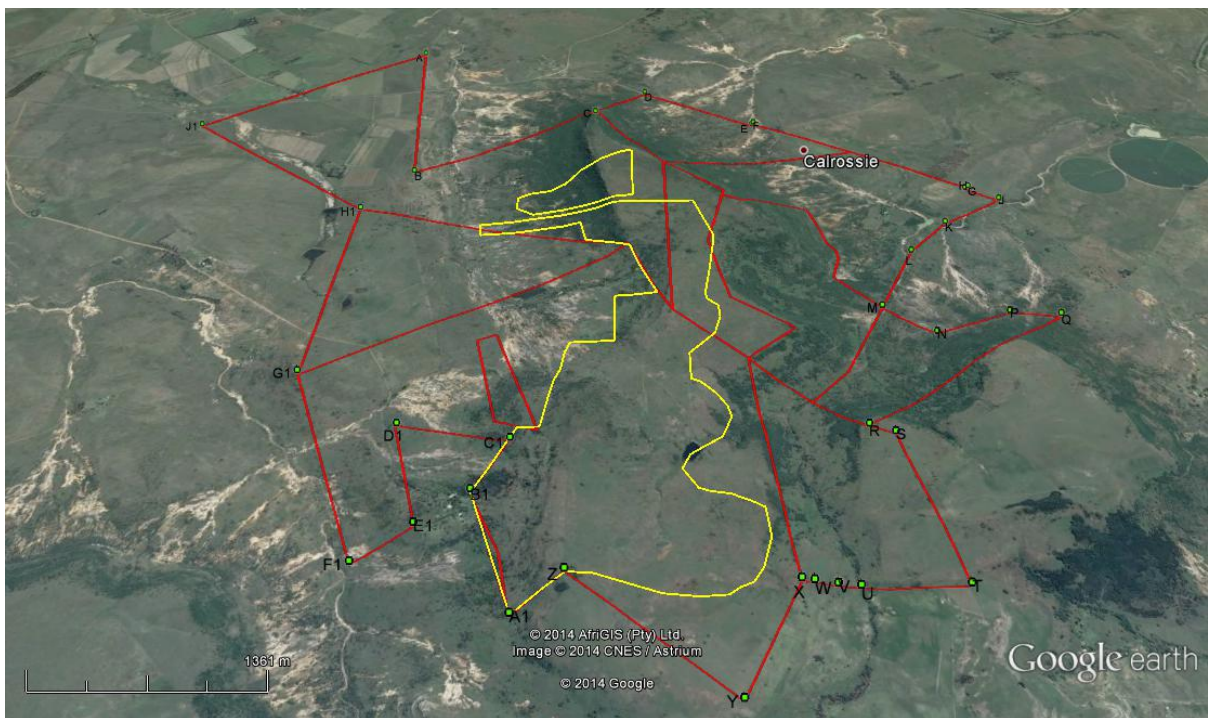 A
D
C
J1
E F
Calrossie
B
H
G
J
H1
K
L
M
P
Q
N
G1
D1
R
S
C1
B1
E1
F1
Z
X
W
V
U
T
A1
© 2014 AfriGIS (Pty) Ltd.
Image © 2014 CNES / Astrium
1361 m
Google earth
© 2014 Google
Y